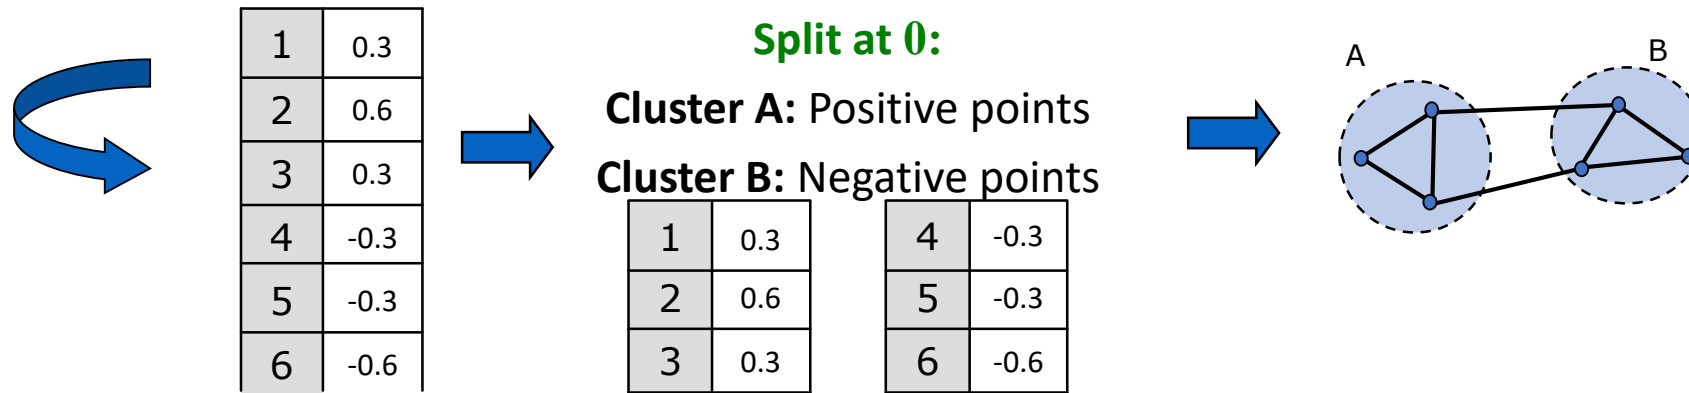 1 0.3
2 0.6
3 0.3
4 -0.3
5 -0.3
6 -0.6
Split at 0:
Cluster A: Positive points
Cluster B: Negative points
1 0.3
2 0.6
3 0.3
4 -0.3
5 -0.3
6 -0.6
A
B